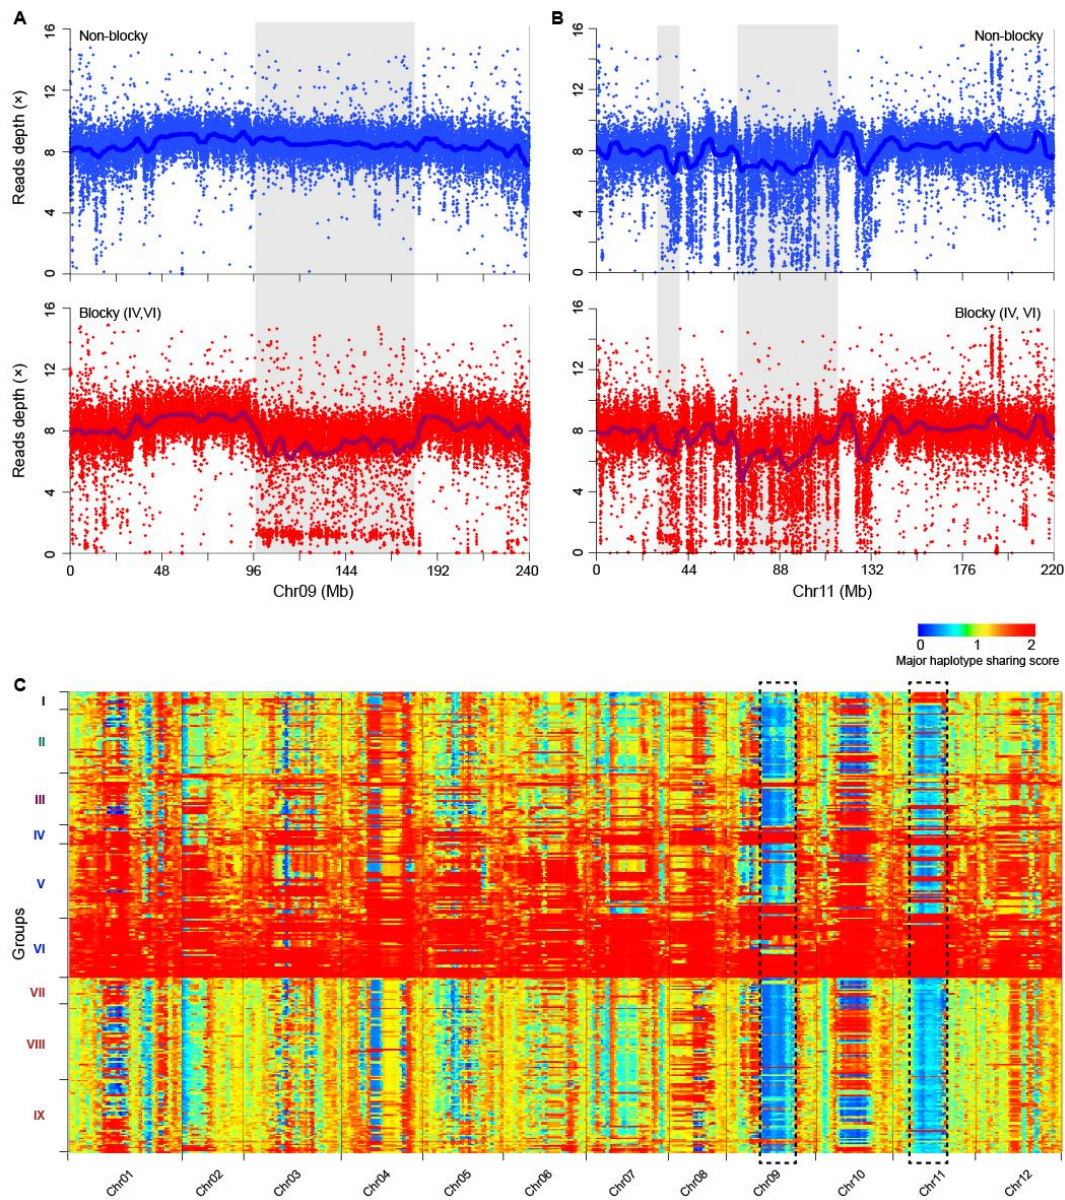 A
B
16
Non-blocky
12
8
4
0
Reads depth (×)
16
Non-blocky
12
8
4
0
16
Blocky (IV,VI)
12
8
4
0
Reads depth (×)
0 48 96 144 192 240
Chr09 (Mb)
16
Blocky (IV, VI)
12
8
4
0
0 44 88 132 176 220
Chr11 (Mb)
0 1 2
Major haplotype sharing score
C
I
II
III
IV
V
VI
VII
VIII
IX
Groups
Chr01 Chr02 Chr03 Chr04 Chr05 Chr06 Chr07 Chr08 Chr09 Chr10 Chr11 Chr12